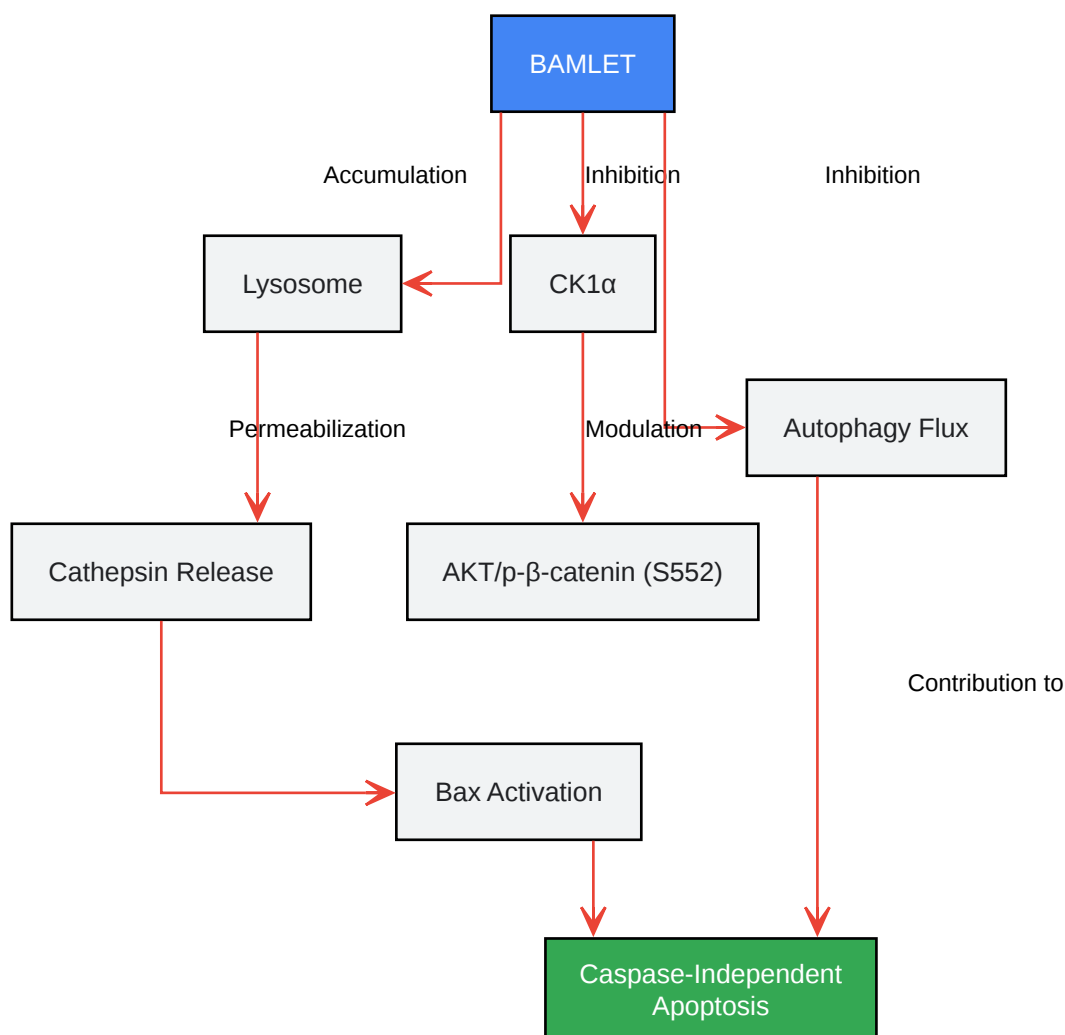 BAMLET
Accumulation
Inhibition
Inhibition
Lysosome
CK1α
Permeabilization
Modulation
Autophagy Flux
Cathepsin Release
AKT/p-β-catenin (S552)
Contribution to
Bax Activation
Caspase-Independent
Apoptosis